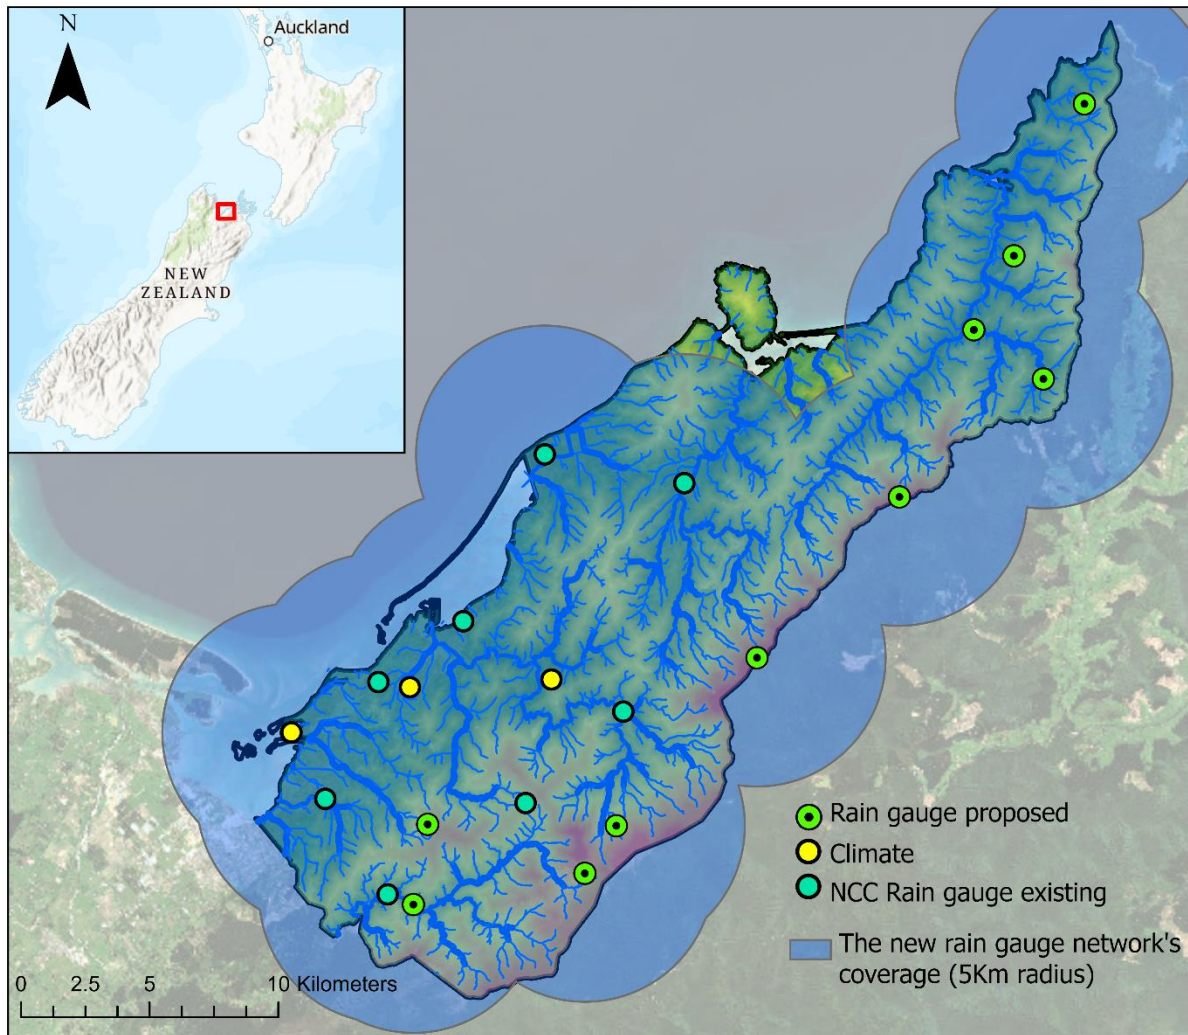 N
Auckland
NEW
ZEALAND
Rain gauge proposed
Climate
NCC Rain gauge existing
The new rain gauge network's
coverage (5Km radius)
0 2.5 5 10 Kilometers